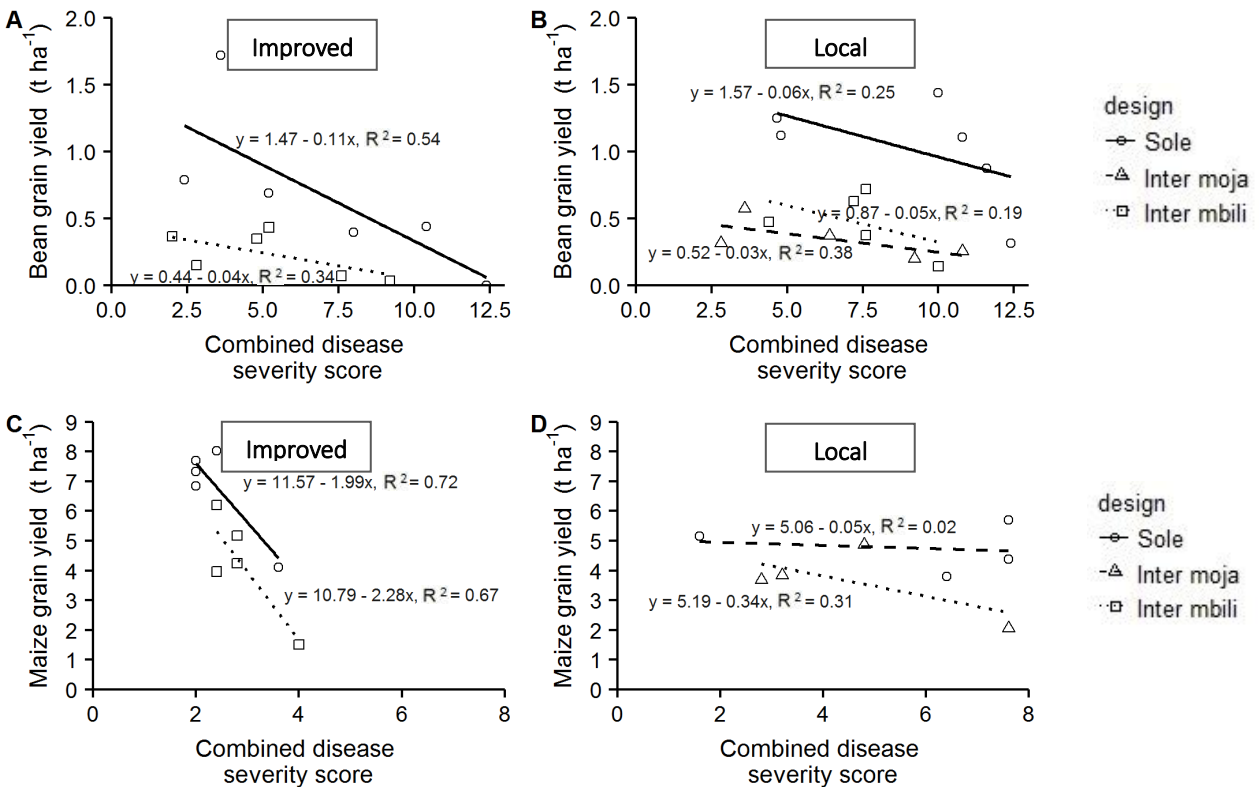 A
Improved
Bean grain yield (t ha-1)
2.0
1.5
1.0
0.5
0.0
y = 1.47 - 0.11x, R2 = 0.54
y = 0.44 - 0.04x, R2 = 0.34
0.0 2.5 5.0 7.5 10.0 12.5
Combined disease
severity score
B
Local
Bean grain yield (t ha-1)
2.0
1.5
1.0
0.5
0.0
y = 1.57 - 0.06x, R2 = 0.25
y = 0.87 - 0.05x, R2 = 0.19
y = 0.52 - 0.03x, R2 = 0.38
0.0 2.5 5.0 7.5 10.0 12.5
Combined disease
severity score
design
Sole
Inter moja
Inter mbili
C
Improved
Maize grain yield (t ha-1)
9
8
7
6
5
4
3
2
1
0
y = 11.57 - 1.99x, R2 = 0.72
y = 10.79 - 2.28x, R2 = 0.67
0 2 4 6 8
Combined disease
severity score
D
Local
Maize grain yield (t ha-1)
9
8
7
6
5
4
3
2
1
0
y = 5.06 - 0.05x, R2 = 0.02
y = 5.19 - 0.34x, R2 = 0.31
0 2 4 6 8
Combined disease
severity score
design
Sole
Inter moja
Inter mbili